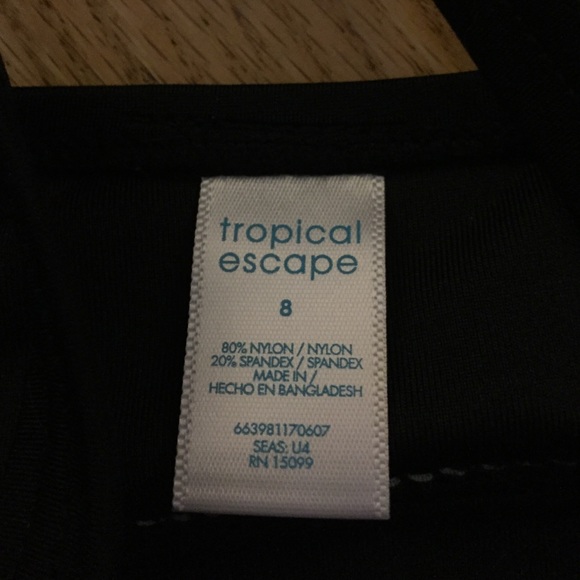 tropical
escape
8
80% NYLON / NYLON
20% SPANDEX / SPANDEX
MADE IN /
HECHO EN BANGLADESH
663981170607
SEAS: U4
RN 15099